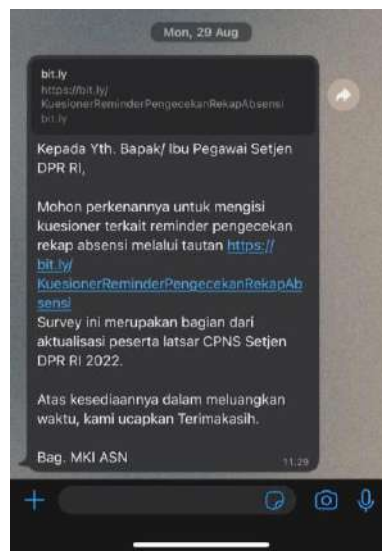 Mon, 29 Aug
bit.ly
https://bit.ly/
KuesionerReminderPengecekanRekapAbsensi
bit.ly
Kepada Yth. Bapak/ Ibu Pegawai Setjen
DPR RI,
Mohon perkenannya untuk mengisi
kuesioner terkait reminder pengecekan
rekap absensi melalui tautan https://
bit.ly/
KuesionerReminderPengecekanRekapAb
sensi
Survey ini merupakan bagian dari
aktualisasi peserta latsar CPNS Setjen
DPR RI 2022.
Atas kesediaannya dalam meluangkan
waktu, kami ucapkan Terimakasih.
Bag. MKI ASN
11.29